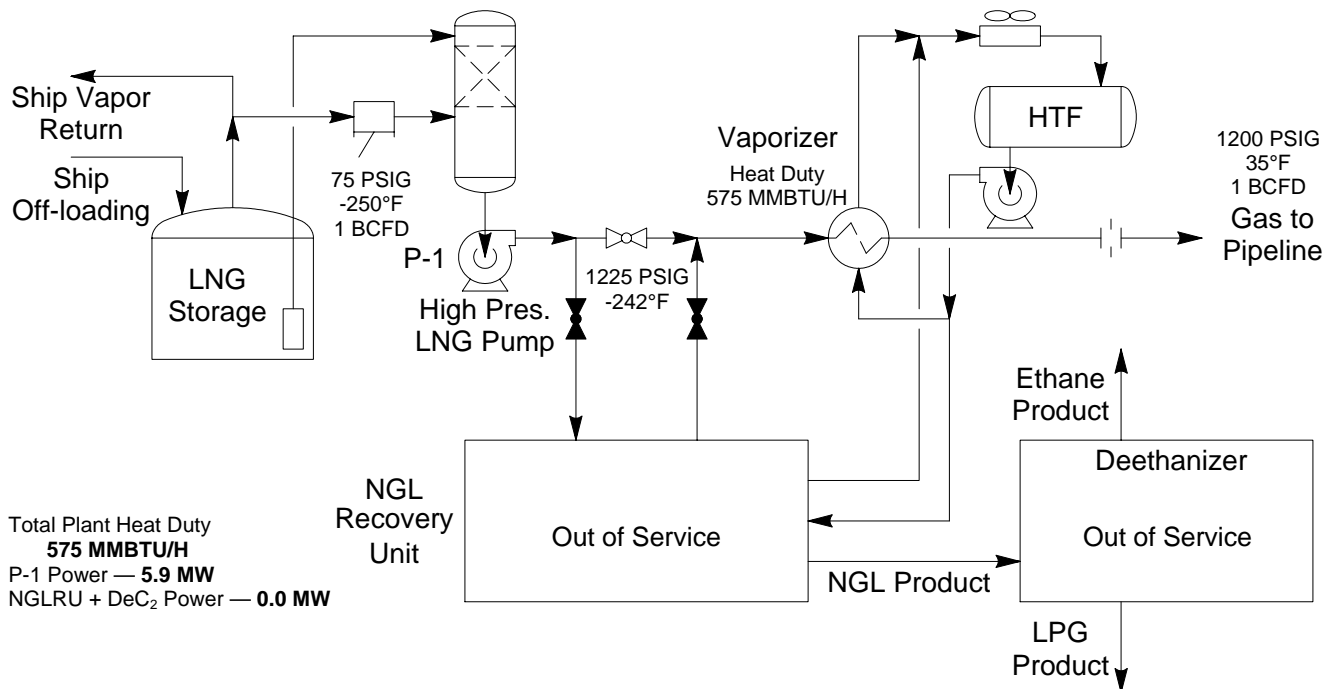 Ship Vapor
Return
Ship
Off-loading
LNG
Storage
75 PSIG
-250°F
1 BCFD
P-1
High Pres.
LNG Pump
1225 PSIG
-242°F
Vaporizer
Heat Duty
575 MMBTU/H
HTF
1200 PSIG
35°F
1 BCFD
Gas to
Pipeline
NGL
Recovery
Unit
Out of Service
NGL Product
Ethane
Product
Deethanizer
Out of Service
LPG
Product
Total Plant Heat Duty
575 MMBTU/H
P-1 Power — 5.9 MW
NGLRU + DeC₂ Power — 0.0 MW